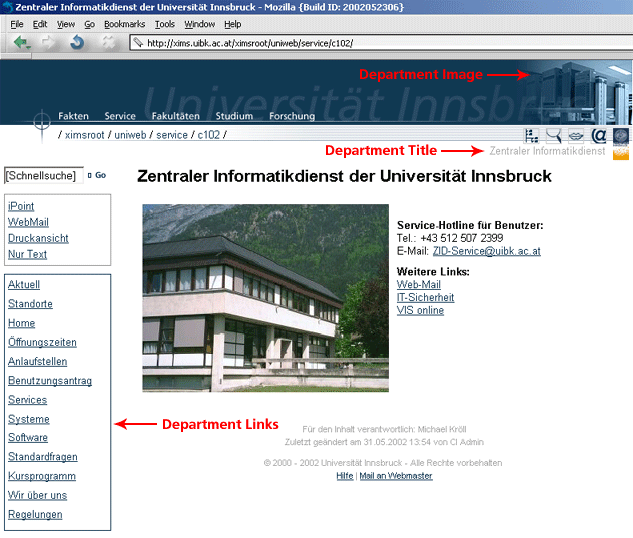 Zentraler Informatikdienst der Universität Innsbruck - Mozilla {Build ID: 2002052306}
File Edit View Go Bookmarks Tools Window Help
http://xims.uibk.ac.at/ximsroot/uniweb/service/c102/
Department Image
Universität Innsbruck
Fakten Service Fakultäten Studium Forschung
/ ximsroot / uniweb / service / c102 /
Department Title
Zentraler Informatikdienst
[Schnellsuche] Go
Zentraler Informatikdienst der Universität Innsbruck
iPoint
WebMail
Druckansicht
Nur Text
Aktuell
Standorte
Home
Öffnungszeiten
Anlaufstellen
Benutzungsantrag
Services
Systeme
Software
Standardfragen
Kursprogramm
Wir über uns
Regelungen
Service-Hotline für Benutzer:
Tel.: +43 512 507 2399
E-Mail: ZID-Service@uibk.ac.at
Weitere Links:
Web-Mail
IT-Sicherheit
VIS online
Department Links
Für den Inhalt verantwortlich: Michael Kröll
Zuletzt geändert am 31.05.2002 13:54 von CI Admin
© 2000 - 2002 Universität Innsbruck - Alle Rechte vorbehalten
Hilfe | Mail an Webmaster